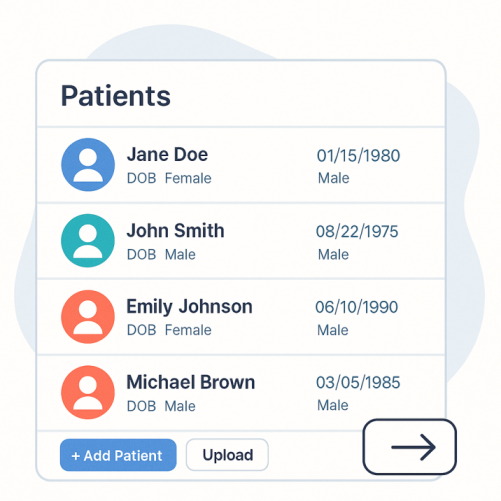 Patients
Jane Doe 01/15/1980
DOB Female Male
John Smith 08/22/1975
DOB Male Male
Emily Johnson 06/10/1990
DOB Female Male
Michael Brown 03/05/1985
DOB Male Male
+ Add Patient Upload